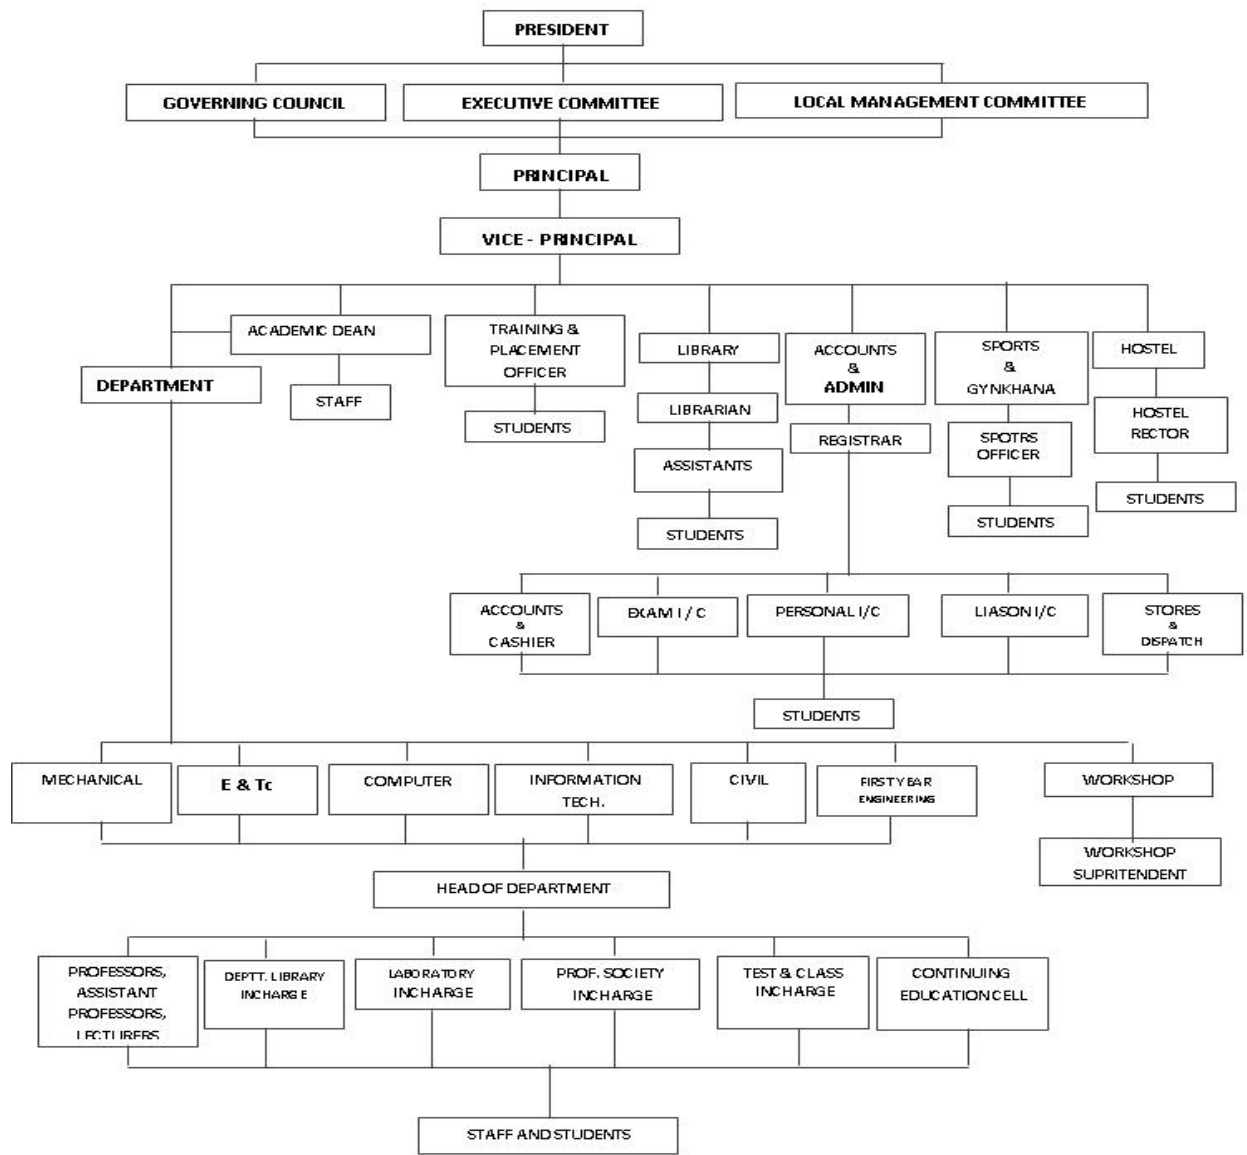 PRESIDENT
GOVERNING COUNCIL
EXECUTIVE COMMITTEE
LOCAL MANAGEMENT COMMITTEE
PRINCIPAL
VICE - PRINCIPAL
ACADEMIC DEAN
STAFF
DEPARTMENT
TRAINING &
PLACEMENT
OFFICER
STUDENTS
LIBRARY
LIBRARIAN
ASSISTANTS
STUDENTS
ACCOUNTS
&
ADMIN
REGISTRAR
SPORTS
&
GYNKHANA
SPOTRS
OFFICER
STUDENTS
HOSTEL
HOSTEL
RECTOR
STUDENTS
ACCOUNTS
&
CASHIER
EXAM I / C
PERSONAL I/C
LIASON I/C
STORES
&
DISPATCH
STUDENTS
MECHANICAL
E & Tc
COMPUTER
INFORMATION
TECH.
CIVIL
FIRST YEAR
ENGINEERING
WORKSHOP
WORKSHOP
SUPRITENDENT
HEAD OF DEPARTMENT
PROFESSORS,
ASSISTANT
PROFESSORS,
LECTURERS
DEPTT. LIBRARY
INCHARGE
LABORATORY
INCHARGE
PROF. SOCIETY
INCHARGE
TEST & CLASS
INCHARGE
CONTINUING
EDUCATION CELL
STAFF AND STUDENTS